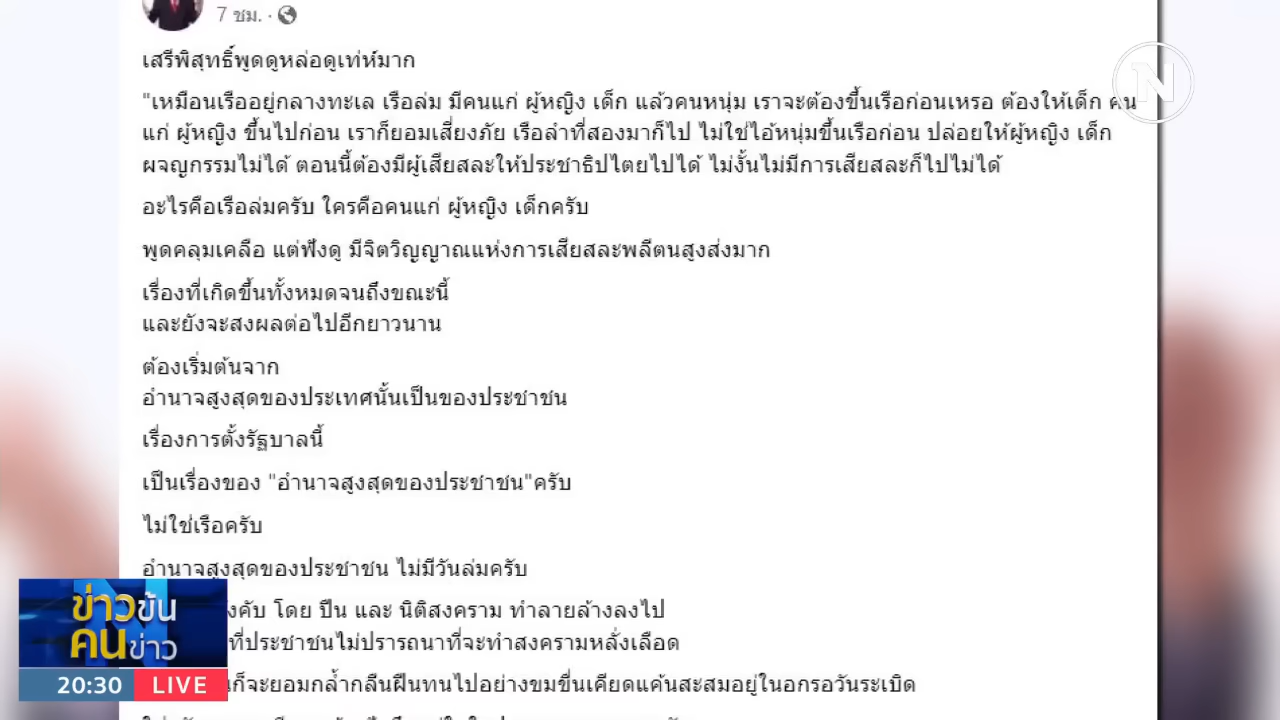 7 ชม. ·
N
เสรีพิสุทธิ์พูดดูหล่อดูเท่ห์มาก
"เหมือนเรืออยู่กลางทะเล เรือล่ม มีคนแก่ ผู้หญิง เด็ก แล้วคนหนุ่ม เราจะต้องขึ้นเรือก่อนเหรอ ต้องให้เด็ก คน
แก่ ผู้หญิง ขึ้นไปก่อน เราก็ยอมเสี่ยงภัย เรือลำที่สองมาก็ไป ไม่ใช่ไอ้หนุ่มขึ้นเรือก่อน ปล่อยให้ผู้หญิง เด็ก
ผจญกรรมไม่ได้ ตอนนี้ต้องมีผู้เสียสละให้ประชาธิปไตยไปได้ ไม่งั้นไม่มีการเสียสละก็ไปไม่ได้
อะไรคือเรือล่มครับ ใครคือคนแก่ ผู้หญิง เด็กครับ
พูดคลุมเคลือ แต่ฟังดู มีจิตวิญญาณแห่งการเสียสละพลีตนสูงส่งมาก
เรื่องที่เกิดขึ้นทั้งหมดจนถึงขณะนี้
และยังจะสงผลต่อไปอีกยาวนาน
ต้องเริ่มต้นจาก
อำนาจสูงสุดของประเทศนั้นเป็นของประชาชน
เรื่องการตั้งรัฐบาลนี้
เป็นเรื่องของ "อำนาจสูงสุดของประชาชน"ครับ
ไม่ใช่เรือครับ
อำนาจสูงสุดของประชาชน ไม่มีวันล่มครับ
งคับ โดย ปืน และ นิติสงคราม ทำลายล้างลงไป
ที่ประชาชนไม่ปรารถนาที่จะทำสงครามหลั่งเลือด
ก็จะยอมกล้ำกลืนฝืนทนไปอย่างขมขื่นเคียดแค้นสะสมอยู่ในอกรอวันระเบิด
ข่าวข้น
คนข่าว
20:30 LIVE